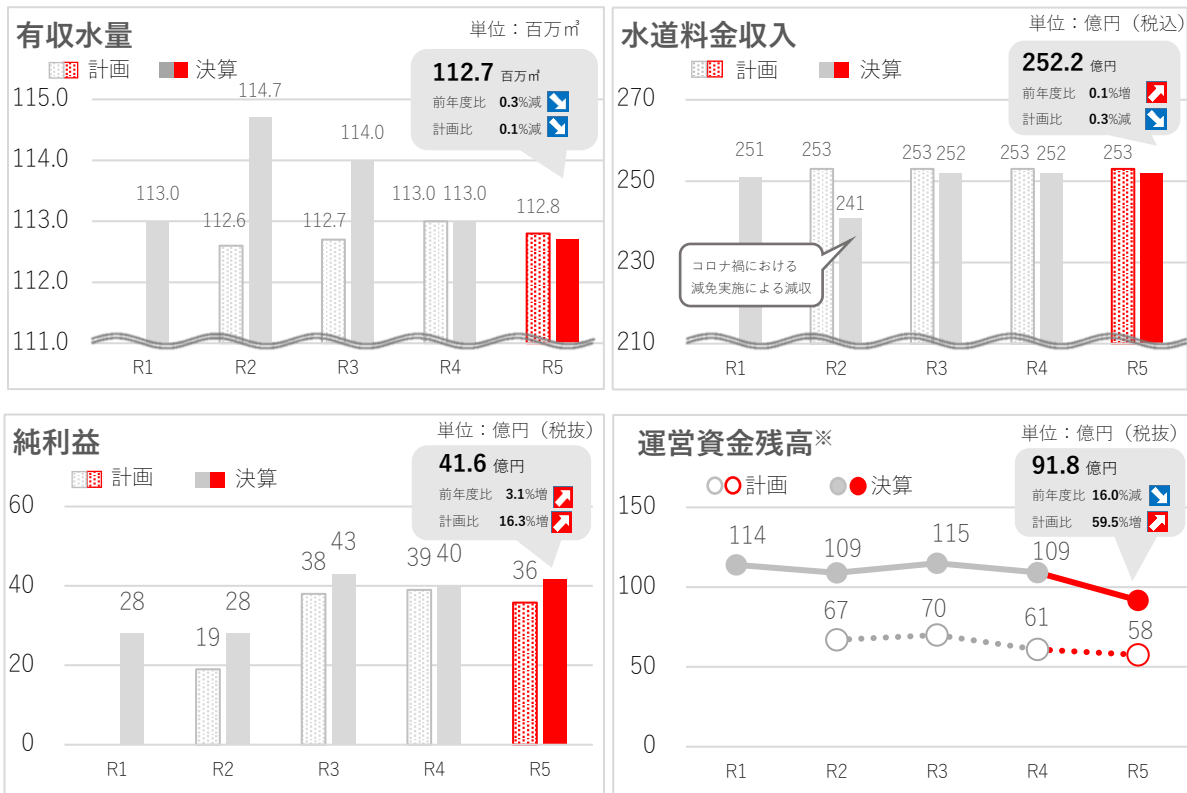 有収水量
単位：百万㎥
計画 決算
112.7 百万㎥
前年度比 0.3%減
計画比 0.1%減
115.0
114.0
113.0
112.0
111.0
113.0
112.6
114.7
112.7
114.0
113.0
113.0
112.8
R1 R2 R3 R4 R5
水道料金収入
単位：億円（税込）
計画 決算
252.2 億円
前年度比 0.1%増
計画比 0.3%減
270
250
230
210
251
253
241
253 252
253 252
253
コロナ禍における
減免実施による減収
R1 R2 R3 R4 R5
純利益
単位：億円（税抜）
計画 決算
41.6 億円
前年度比 3.1%増
計画比 16.3%増
60
40
20
0
28
19
28
38
43
39 40
36
R1 R2 R3 R4 R5
運営資金残高※
単位：億円（税抜）
計画 決算
91.8 億円
前年度比 16.0%減
計画比 59.5%増
150
100
50
0
114
109
115
109
67
70
61
58
R1 R2 R3 R4 R5